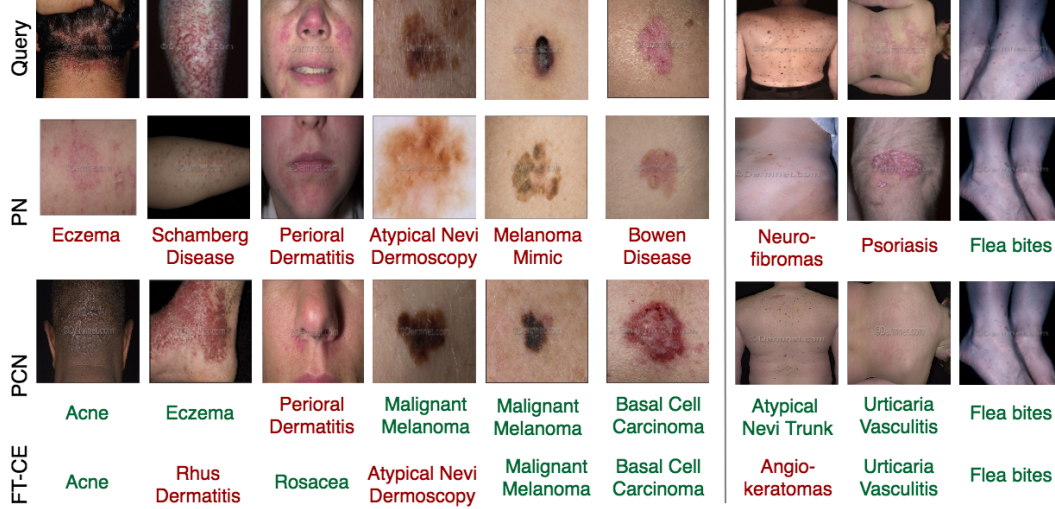 Query
PN
Eczema
Schamberg
Disease
Perioral
Dermatitis
Atypical Nevi
Dermoscopy
Melanoma
Mimic
Bowen
Disease
Neuro-
fibromas
Psoriasis
Flea bites
PCN
Acne
Eczema
Perioral
Dermatitis
Malignant
Melanoma
Malignant
Melanoma
Basal Cell
Carcinoma
Atypical
Nevi Trunk
Urticaria
Vasculitis
Flea bites
FT-CE
Acne
Rhus
Dermatitis
Rosacea
Atypical Nevi
Dermoscopy
Malignant
Melanoma
Basal Cell
Carcinoma
Angio-
keratomas
Urticaria
Vasculitis
Flea bites